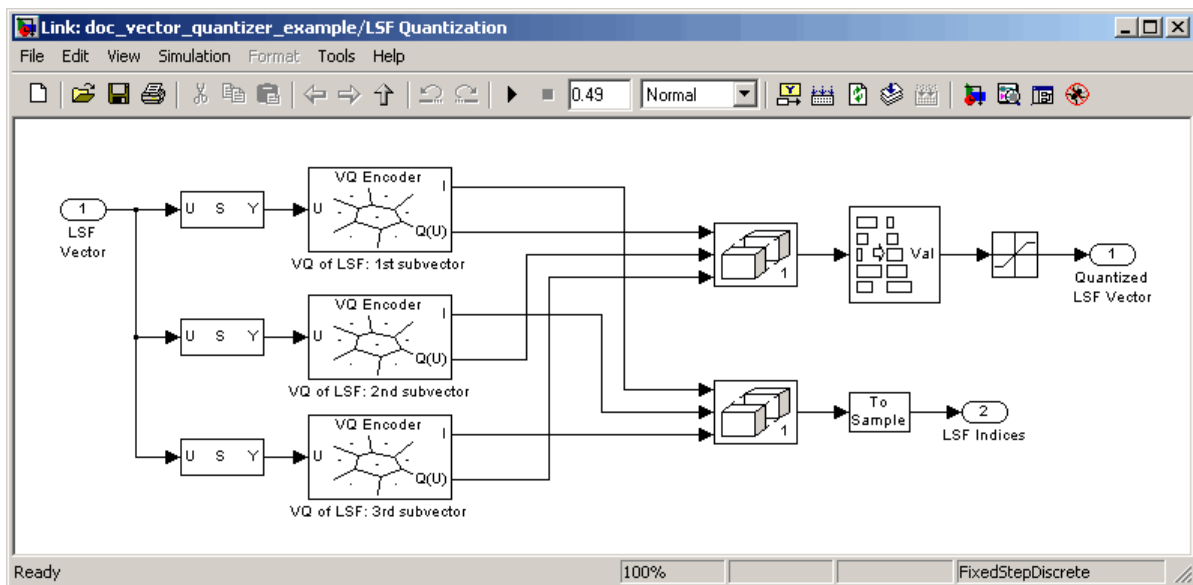 Link: doc_vector_quantizer_example/LSF Quantization
File Edit View Simulation Format Tools Help
0.49 Normal
1
LSF
Vector
U S Y
VQ Encoder
U
I
Q(U)
VQ of LSF: 1st subvector
U S Y
VQ Encoder
U
I
Q(U)
VQ of LSF: 2nd subvector
U S Y
VQ Encoder
U
I
Q(U)
VQ of LSF: 3rd subvector
1
Val
1
Quantized
LSF Vector
1
To
Sample
2
LSF Indices
Ready 100% FixedStepDiscrete